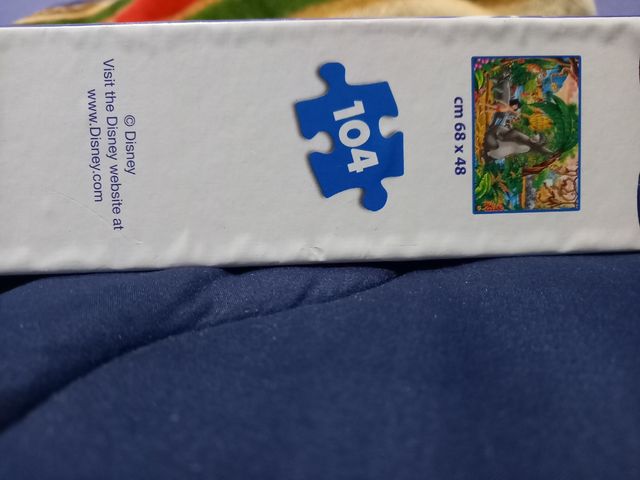 cm 68 x 48
104
© Disney
Visit the Disney website at
www.Disney.com